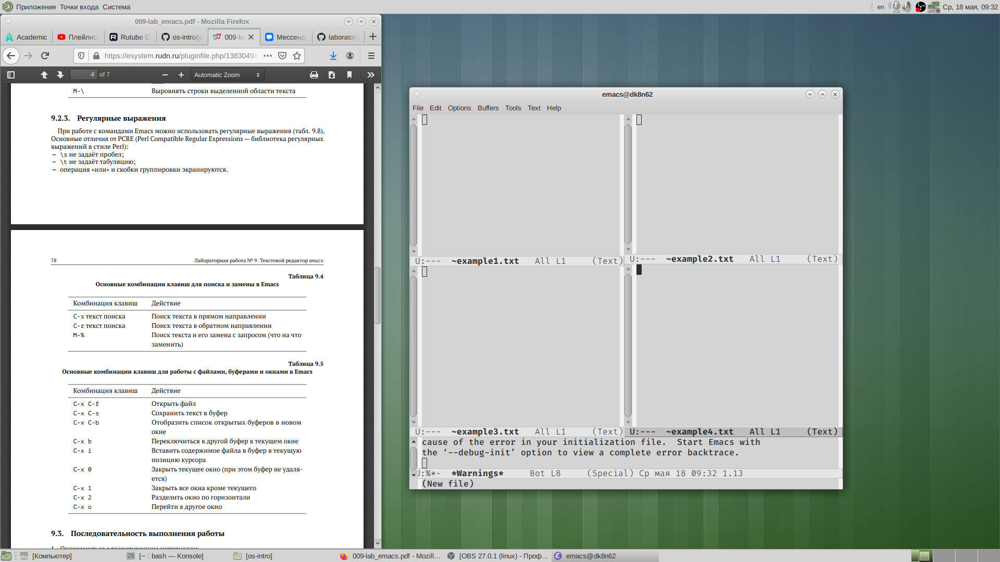 Приложения Точки входа Система
en
Ср, 18 мая, 09:32
009-lab_emacs.pdf - Mozilla Firefox
Academic
Плейлис
Rutube
os-intro/p
009-la
Мессенд
laboratory
https://esystem.rudn.ru/pluginfile.php/1383049/
4 of 7
Automatic Zoom
M-\ Выровнять строки выделенной области текста
9.2.3. Регулярные выражения
При работе с командами Emacs можно использовать регулярные выражения (табл. 9.8).
Основные отличия от PCRE (Perl Compatible Regular Expressions — библиотека регулярных
выражений в стиле Perl):
– \s не задаёт пробел;
– \t не задаёт табуляцию;
– операция «или» и скобки группировки экранируются.
78 Лабораторная работа № 9. Текстовой редактор emacs
Таблица 9.4
Основные комбинации клавиш для поиска и замены в Emacs
Комбинация клавиш Действие
C-s текст поиска Поиск текста в прямом направлении
C-r текст поиска Поиск текста в обратном направлении
M-% Поиск текста и его замена с запросом (что на что
заменить)
Таблица 9.5
Основные комбинации клавиш для работы с файлами, буферами и окнами в Emacs
Комбинация клавиш Действие
C-x C-f Открыть файл
C-x C-s Сохранить текст в буфер
C-x C-b Отобразить список открытых буферов в новом
окне
C-x b Переключиться в другой буфер в текущем окне
C-x i Вставить содержимое файла в буфер в текущую
позицию курсора
C-x 0 Закрыть текущее окно (при этом буфер не удаля-
ется)
C-x 1 Закрыть все окна кроме текущего
C-x 2 Разделить окно по горизонтали
C-x o Перейти в другое окно
9.3. Последовательность выполнения работы
1. Ознакомиться с теоретическим материалом.
emacs@dk8n62
File Edit Options Buffers Tools Text Help
U:--- ~example1.txt All L1 (Text)
U:--- ~example2.txt All L1 (Text)
U:--- ~example3.txt All L1 (Text)
U:--- ~example4.txt All L1 (Text)
cause of the error in your initialization file. Start Emacs with
the ‘--debug-init’ option to view a complete error backtrace.
U:%*- *Warnings* Bot L8 (Special) Ср мая 18 09:32 1.13
(New file)
[Компьютер]
[~ : bash — Konsole]
[os-intro]
009-lab_emacs.pdf - Mozill...
[OBS 27.0.1 (linux) - Проф...
emacs@dk8n62